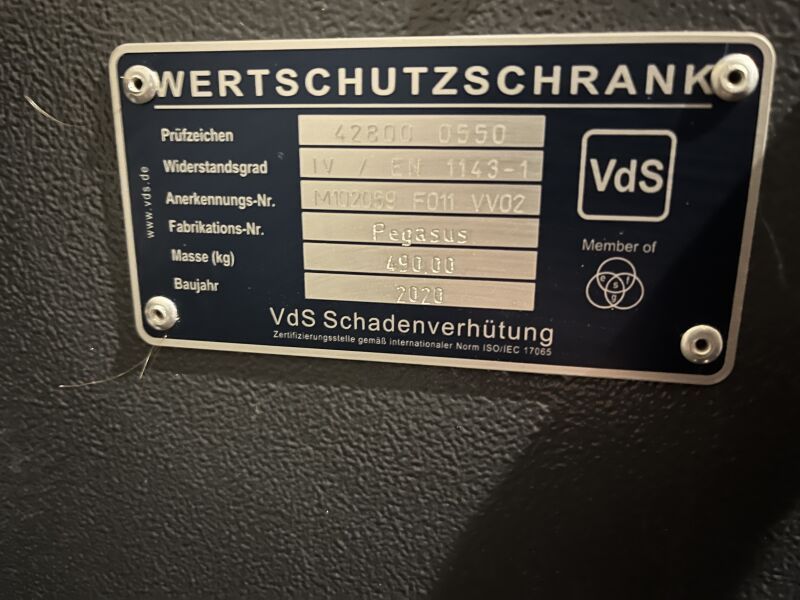 WERTSCHUTZSCHRANK
Prüfzeichen 42800 0550
Widerstandsgrad IV / EN 1143-1
Anerkennungs-Nr. M102059 F011 VV02
Fabrikations-Nr. Pegasus
Masse (kg) 490.00
Baujahr 2020
www.vds.de
VdS
Member of
e s f g
VdS Schadenverhütung
Zertifizierungsstelle gemäß internationaler Norm ISO/IEC 17065